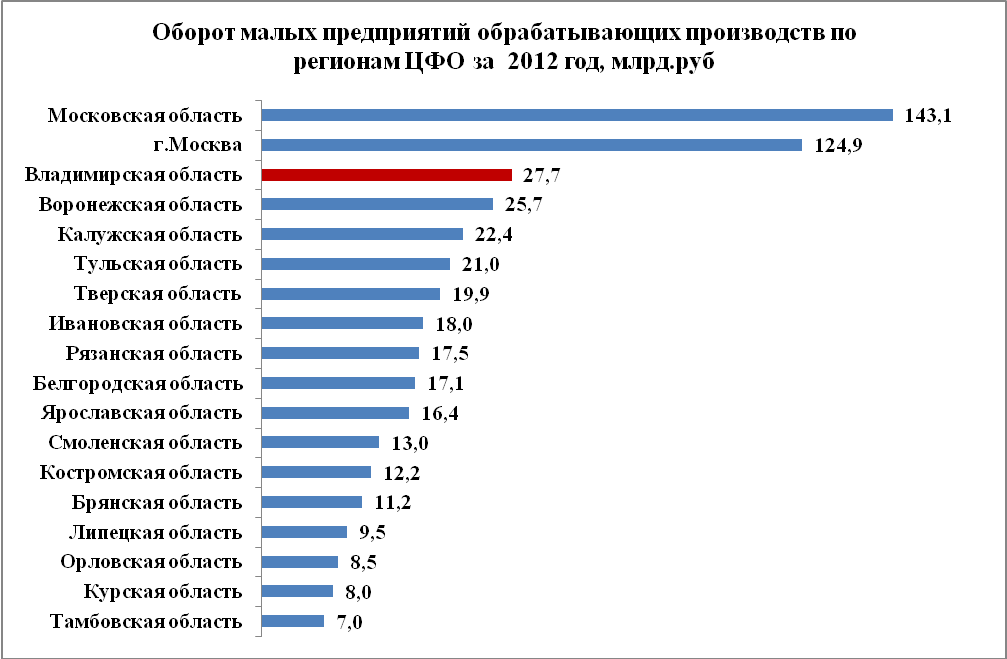 Оборот малых предприятий обрабатывающих производств по
регионам ЦФО за 2012 год, млрд.руб
Московская область 143,1
г.Москва 124,9
Владимирская область 27,7
Воронежская область 25,7
Калужская область 22,4
Тульская область 21,0
Тверская область 19,9
Ивановская область 18,0
Рязанская область 17,5
Белгородская область 17,1
Ярославская область 16,4
Смоленская область 13,0
Костромская область 12,2
Брянская область 11,2
Липецкая область 9,5
Орловская область 8,5
Курская область 8,0
Тамбовская область 7,0